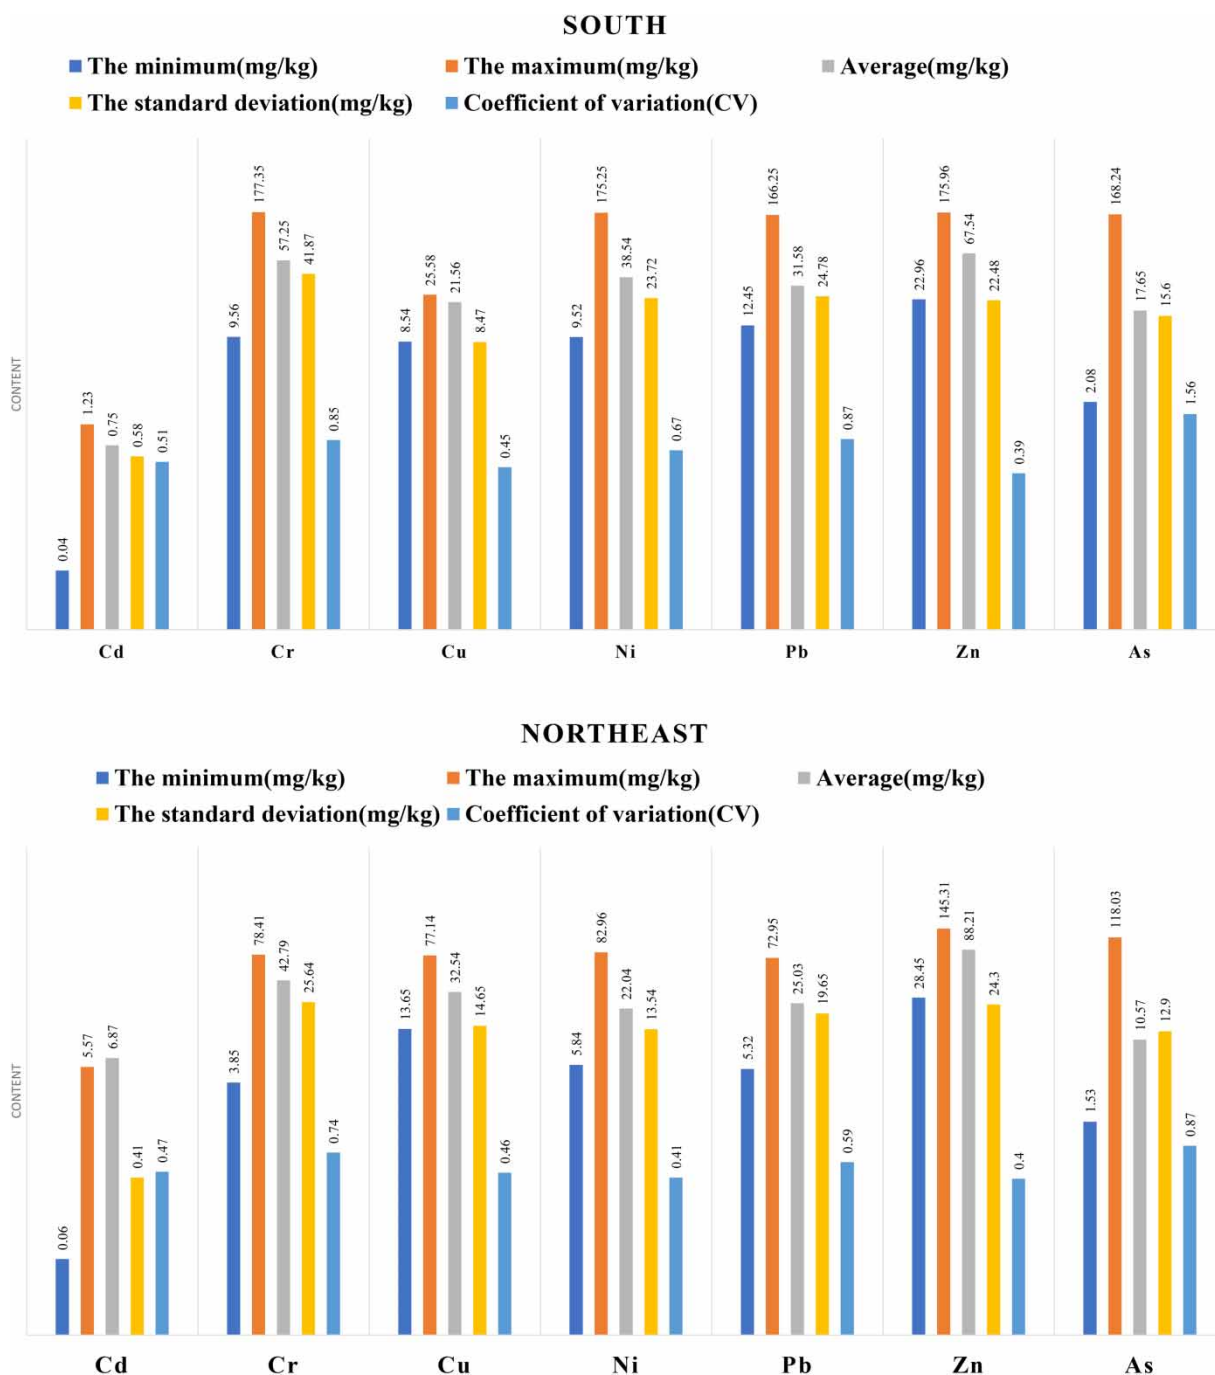 SOUTH
The minimum(mg/kg) The maximum(mg/kg) Average(mg/kg)
The standard deviation(mg/kg) Coefficient of variation(CV)
CONTENT
0.04 1.23 0.75 0.58 0.51
9.56 177.35 57.25 41.87 0.85
8.54 25.58 21.56 8.47 0.45
9.52 175.25 38.54 23.72 0.67
12.45 166.25 31.58 24.78 0.87
22.96 175.96 67.54 22.48 0.39
2.08 168.24 17.65 15.6 1.56
Cd Cr Cu Ni Pb Zn As
NORTHEAST
The minimum(mg/kg) The maximum(mg/kg) Average(mg/kg)
The standard deviation(mg/kg) Coefficient of variation(CV)
CONTENT
0.06 5.57 6.87 0.41 0.47
3.85 78.41 42.79 25.64 0.74
13.65 77.14 32.54 14.65 0.46
5.84 82.96 22.04 13.54 0.41
5.32 72.95 25.03 19.65 0.59
28.45 145.31 88.21 24.3 0.4
1.53 118.03 10.57 12.9 0.87
Cd Cr Cu Ni Pb Zn As